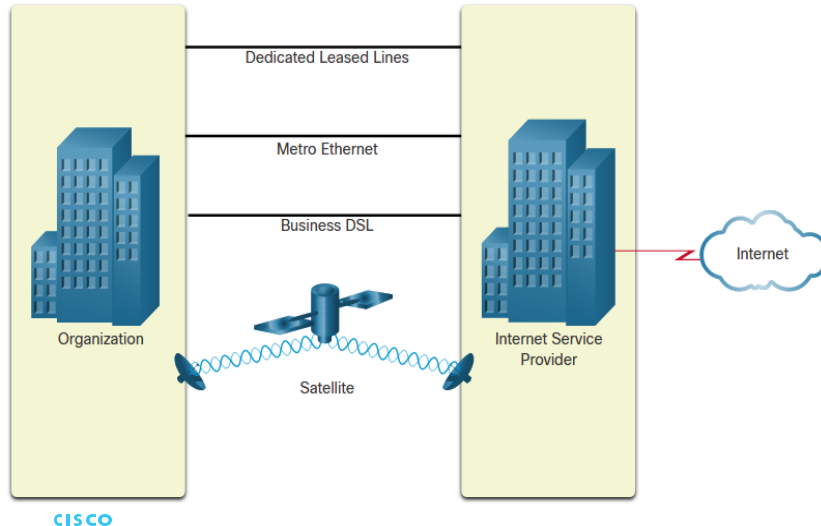 Dedicated Leased Lines
Metro Ethernet
Business DSL
Internet
Organization
Internet Service
Provider
Satellite
CISCO